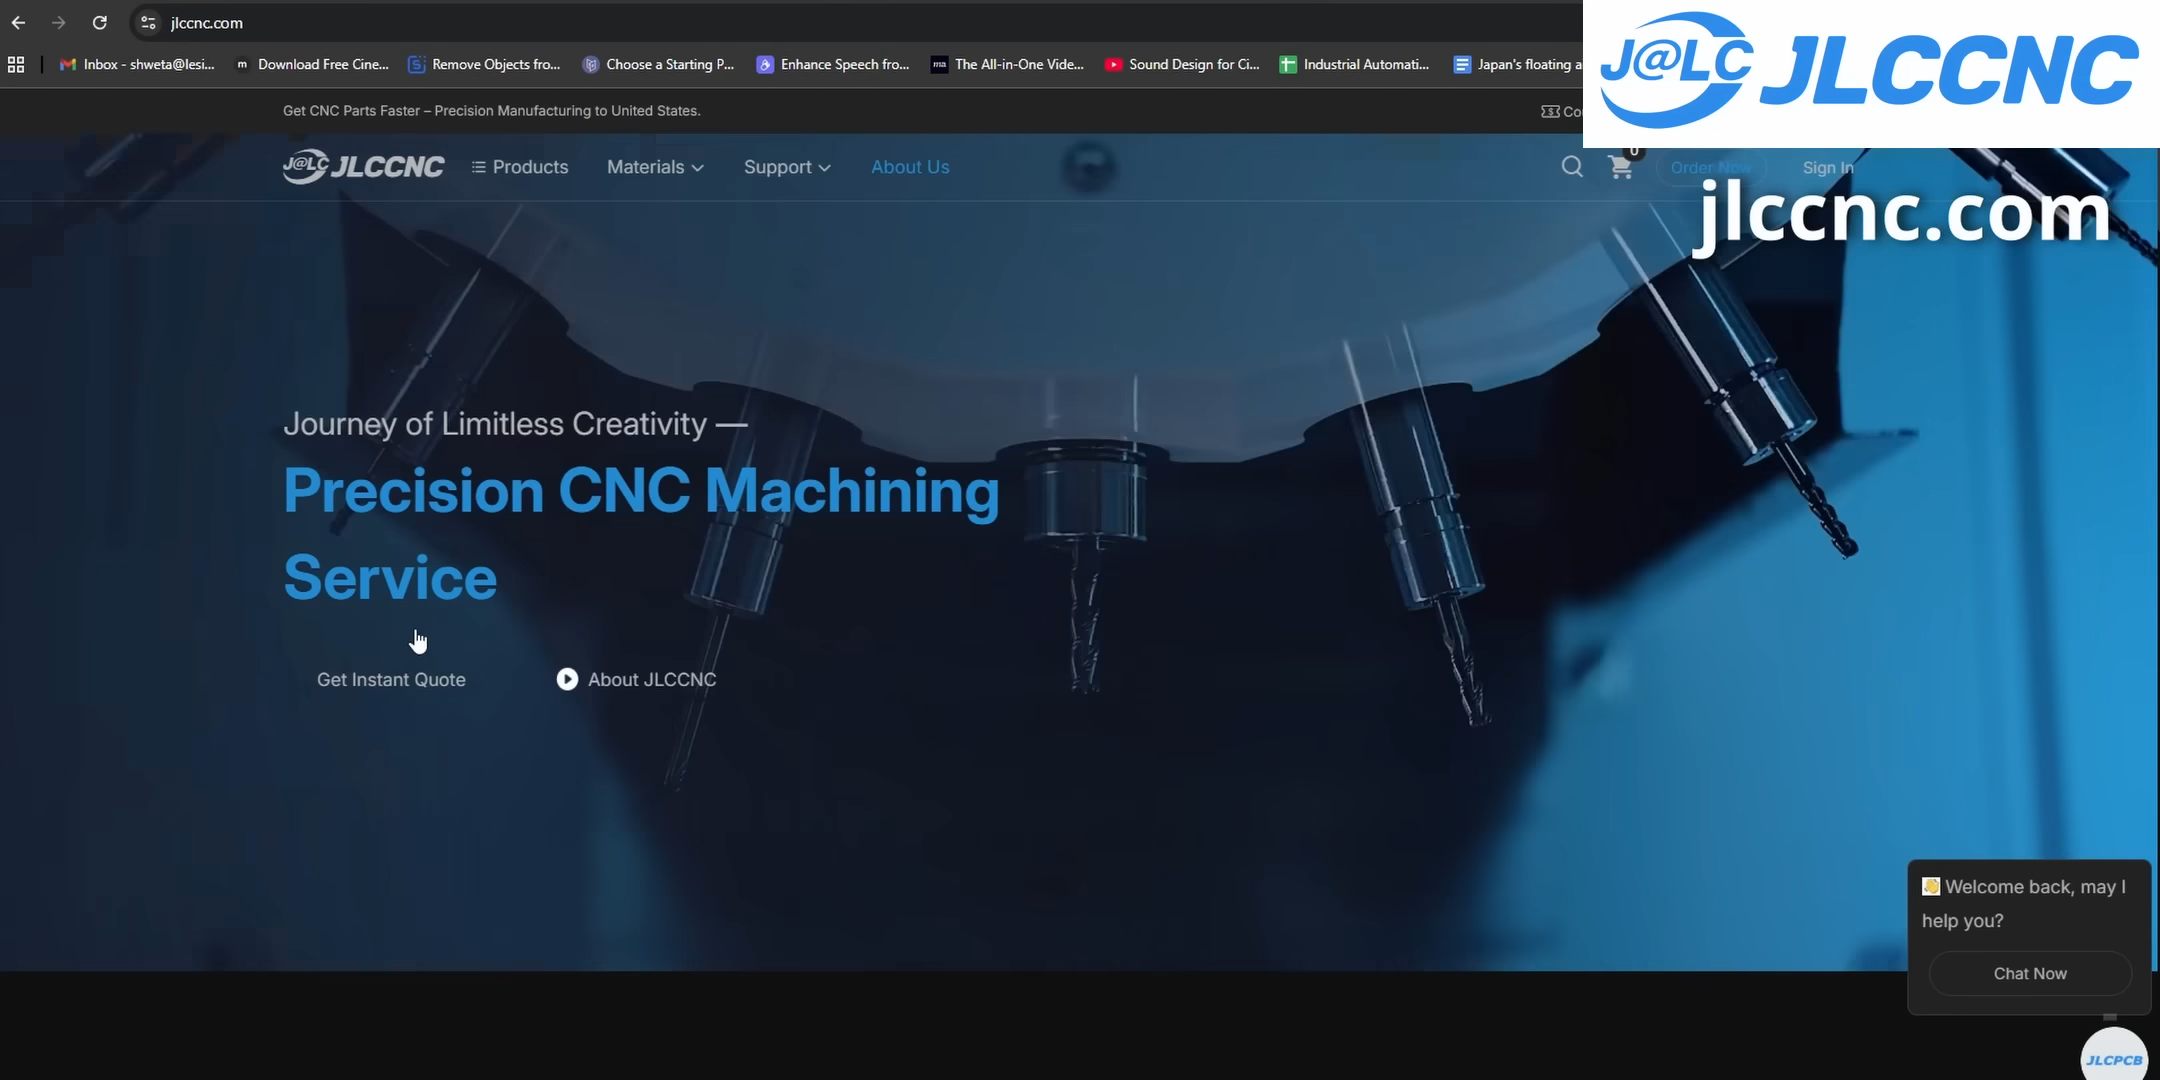 jlccnc.com
Inbox - shweta@lesi...
Download Free Cine...
Remove Objects fro...
Choose a Starting P...
Enhance Speech fro...
The All-in-One Vide...
Sound Design for Ci...
Industrial Automati...
Japan's floating a
J@LC JLCCNC
Get CNC Parts Faster – Precision Manufacturing to United States.
Co
J@LC JLCCNC
Products
Materials
Support
About Us
0
Order Now
Sign In
jlccnc.com
Journey of Limitless Creativity —
Precision CNC Machining
Service
Get Instant Quote
About JLCCNC
👋 Welcome back, may I
help you?
Chat Now
JLCPCB